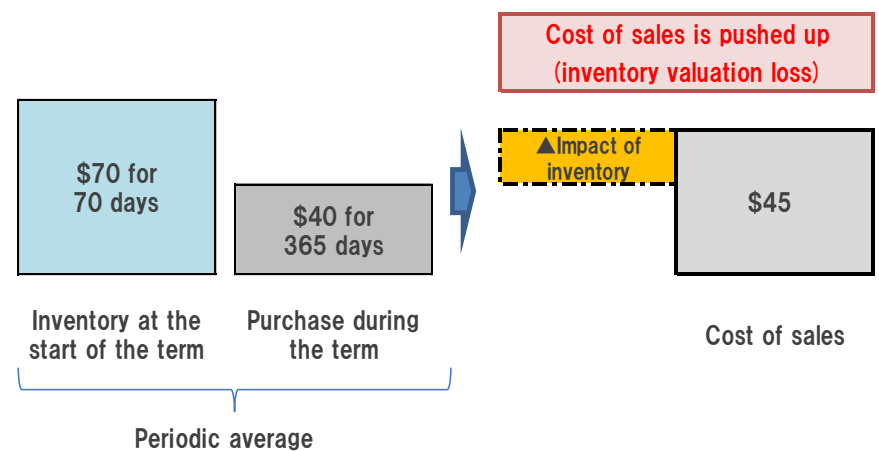 Cost of sales is pushed up
(inventory valuation loss)
$70 for
70 days
$40 for
365 days
▲Impact of
inventory
$45
Inventory at the
start of the term
Purchase during
the term
Cost of sales
Periodic average